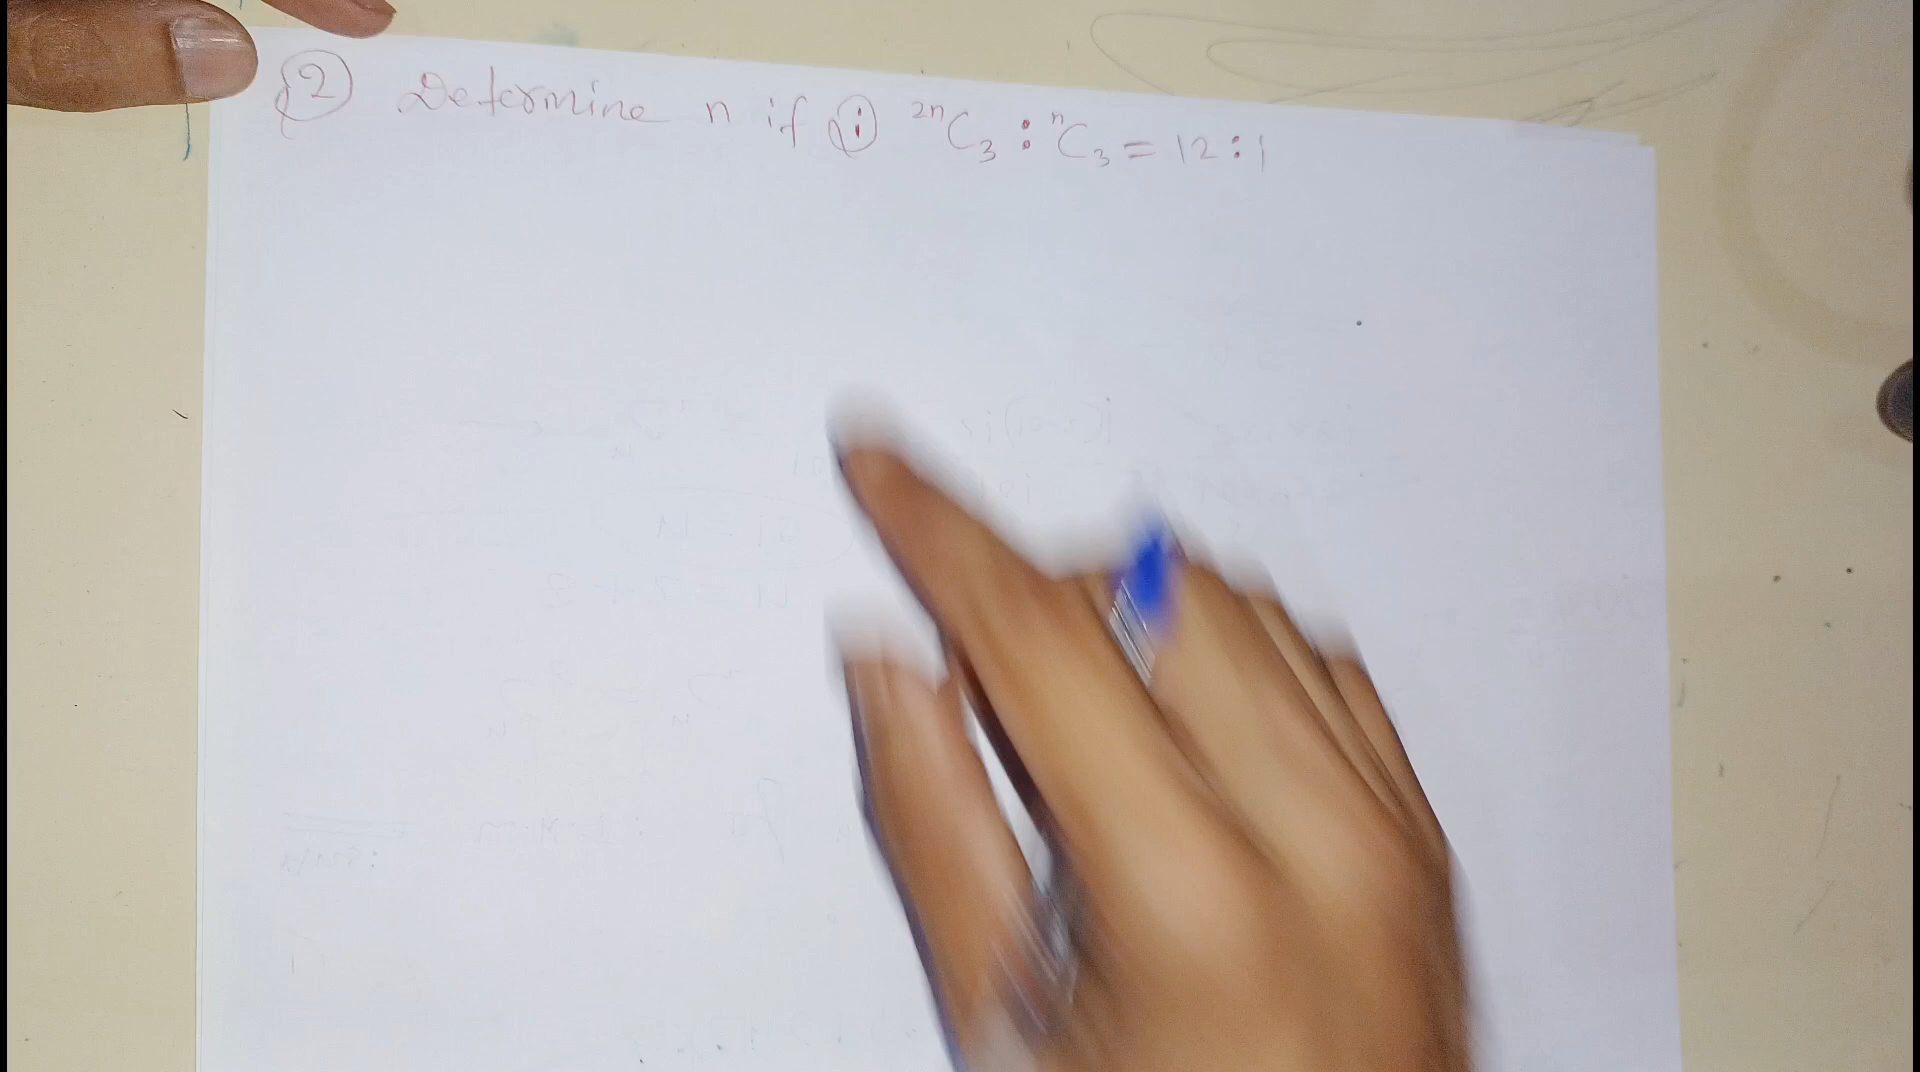 ② Determine n if ⓘ ²ⁿC₃ : ⁿC₃ = 12 : 1